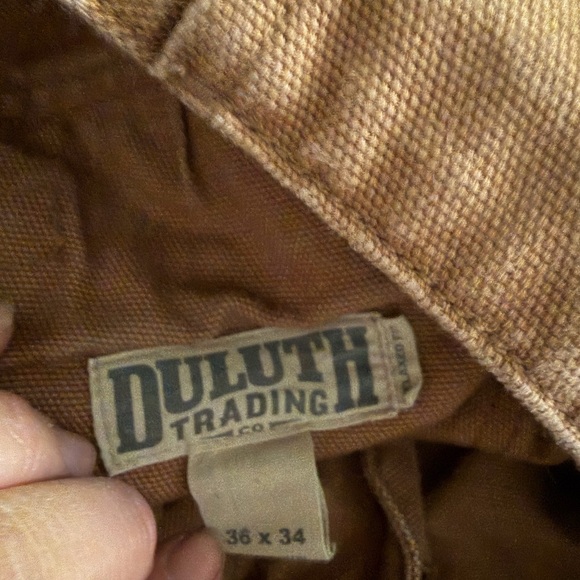 DULUTH
TRADING
CO
36 x 34